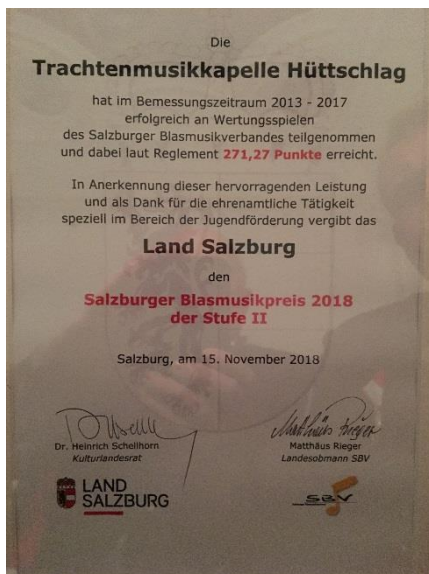 Die
Trachtenmusikkapelle Hüttschlag
hat im Bemessungszeitraum 2013 - 2017
erfolgreich an Wertungsspielen
des Salzburger Blasmusikverbandes teilgenommen
und dabei laut Reglement 271,27 Punkte erreicht.
In Anerkennung dieser hervorragenden Leistung
und als Dank für die ehrenamtliche Tätigkeit
speziell im Bereich der Jugendförderung vergibt das
Land Salzburg
den
Salzburger Blasmusikpreis 2018
der Stufe II
Salzburg, am 15. November 2018
Matthäus Rieger
Dr. Heinrich Schellhorn
Kulturlandesrat
Matthäus Rieger
Landesobmann SBV
LAND
SALZBURG
SBV